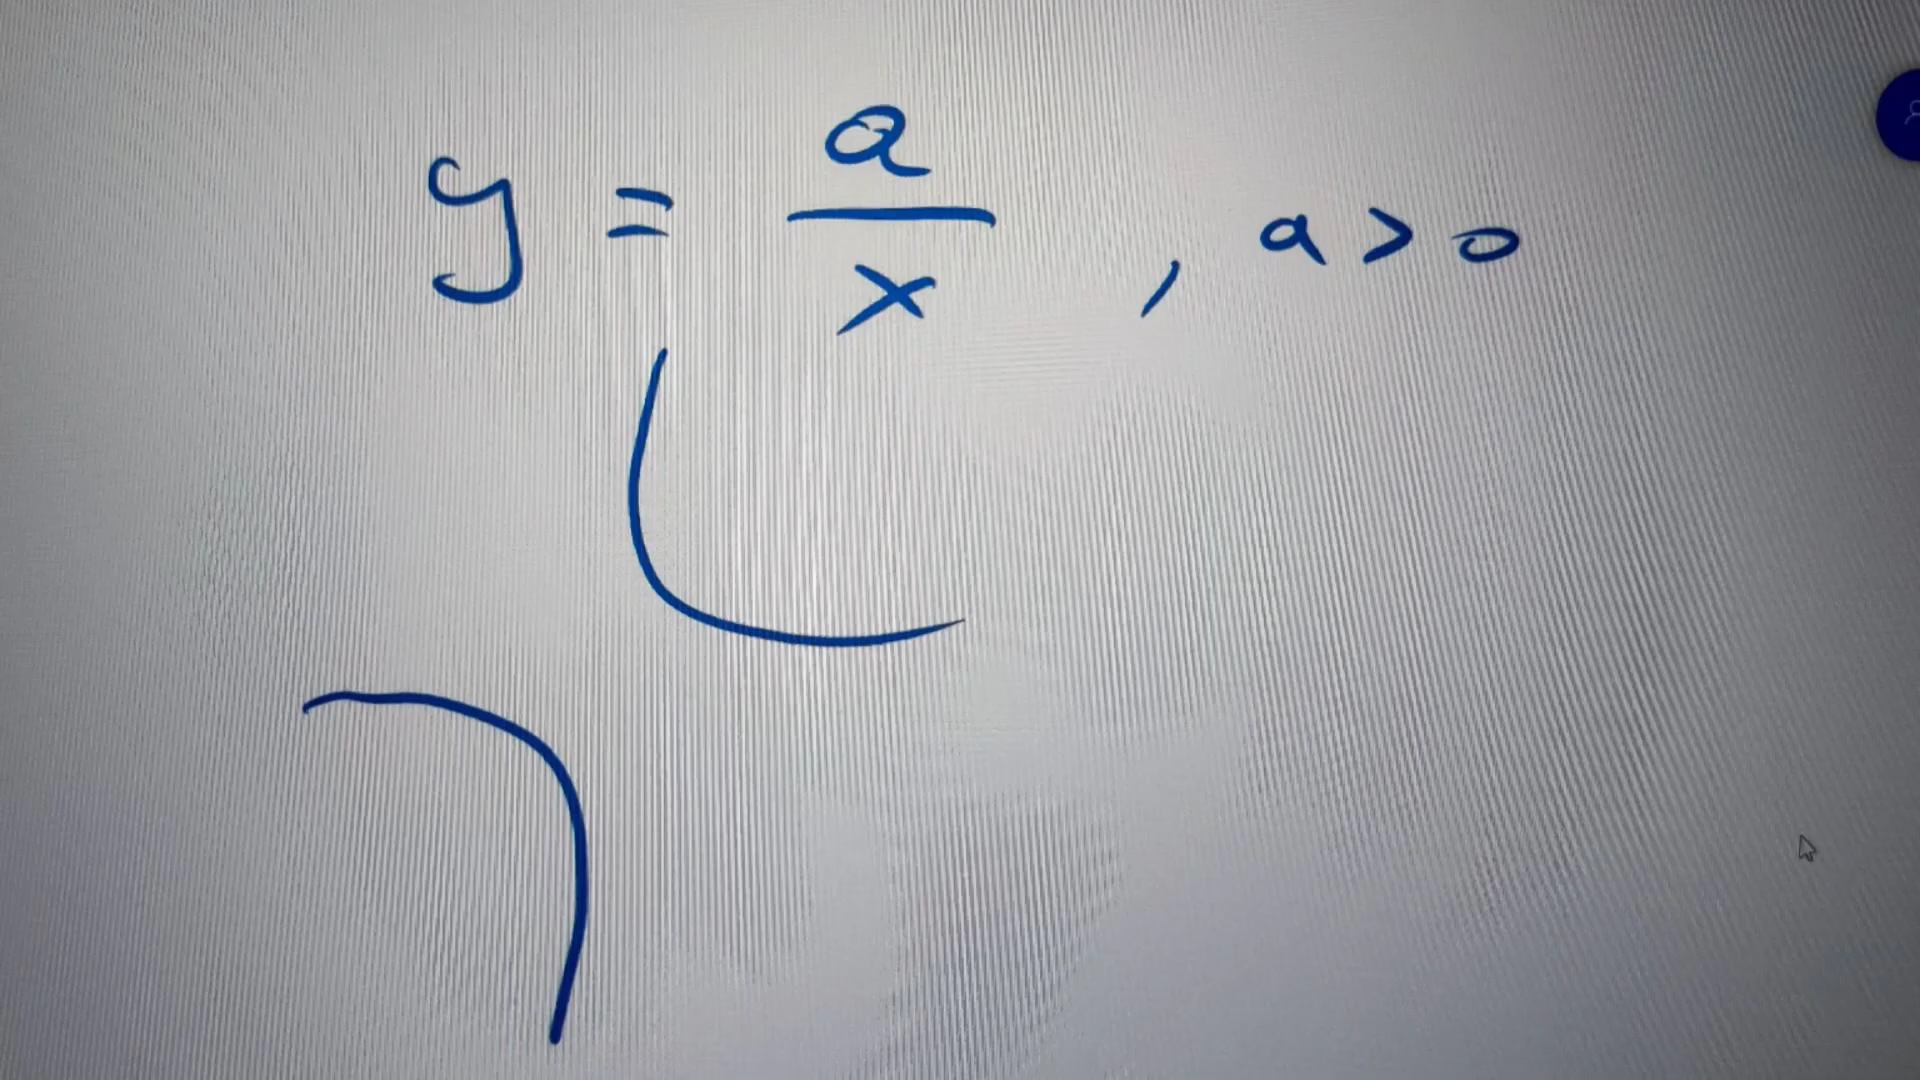 y = a/x , a > 0